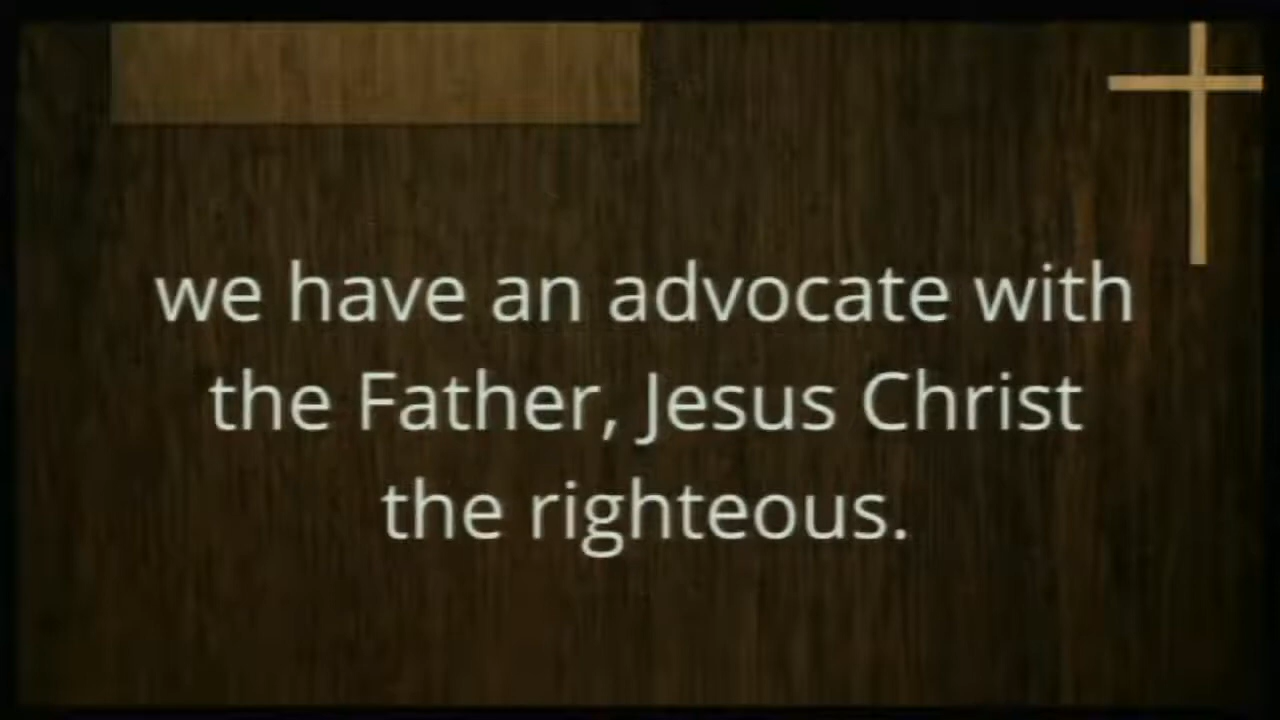 we have an advocate with
the Father, Jesus Christ
the righteous.